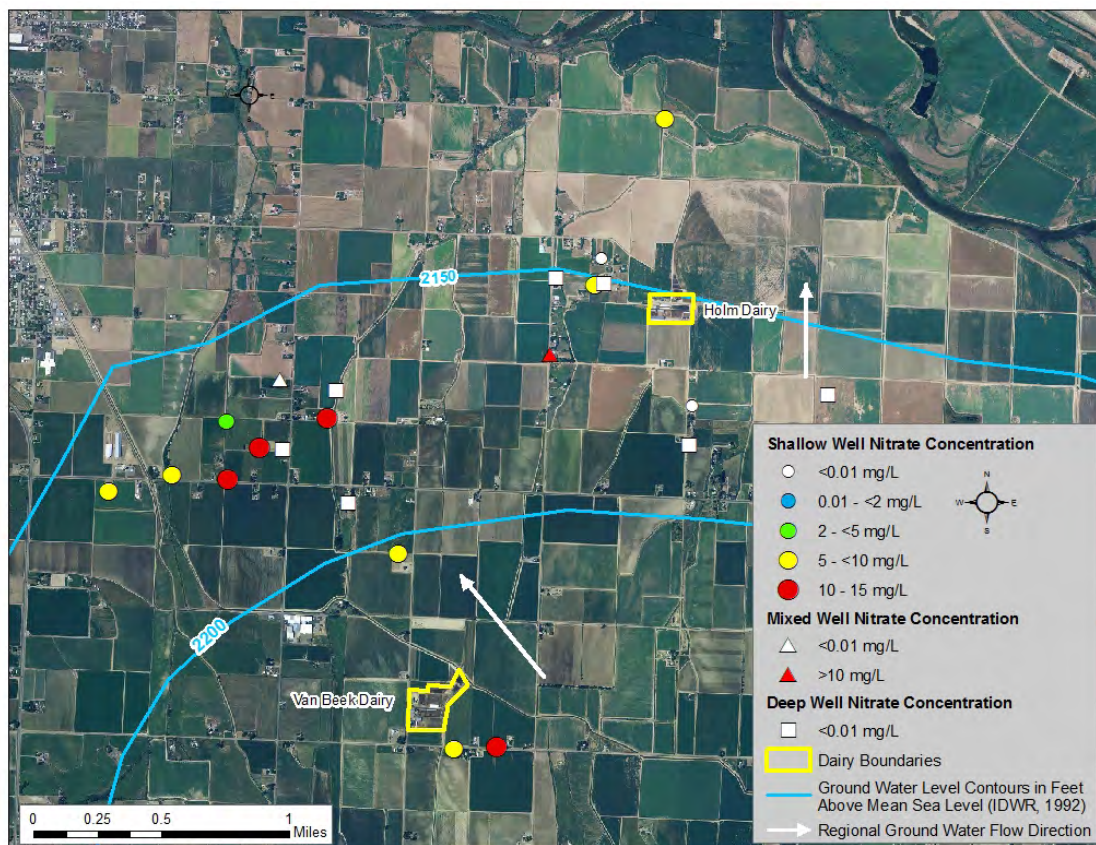 N
2150
Holm Dairy
2200
Van Beek Dairy
Shallow Well Nitrate Concentration
<0.01 mg/L
0.01 - <2 mg/L
2 - <5 mg/L
5 - <10 mg/L
10 - 15 mg/L
N
W
E
S
Mixed Well Nitrate Concentration
<0.01 mg/L
>10 mg/L
Deep Well Nitrate Concentration
<0.01 mg/L
Dairy Boundaries
Ground Water Level Contours in Feet
Above Mean Sea Level (IDWR, 1992)
Regional Ground Water Flow Direction
0 0.25 0.5 1
Miles